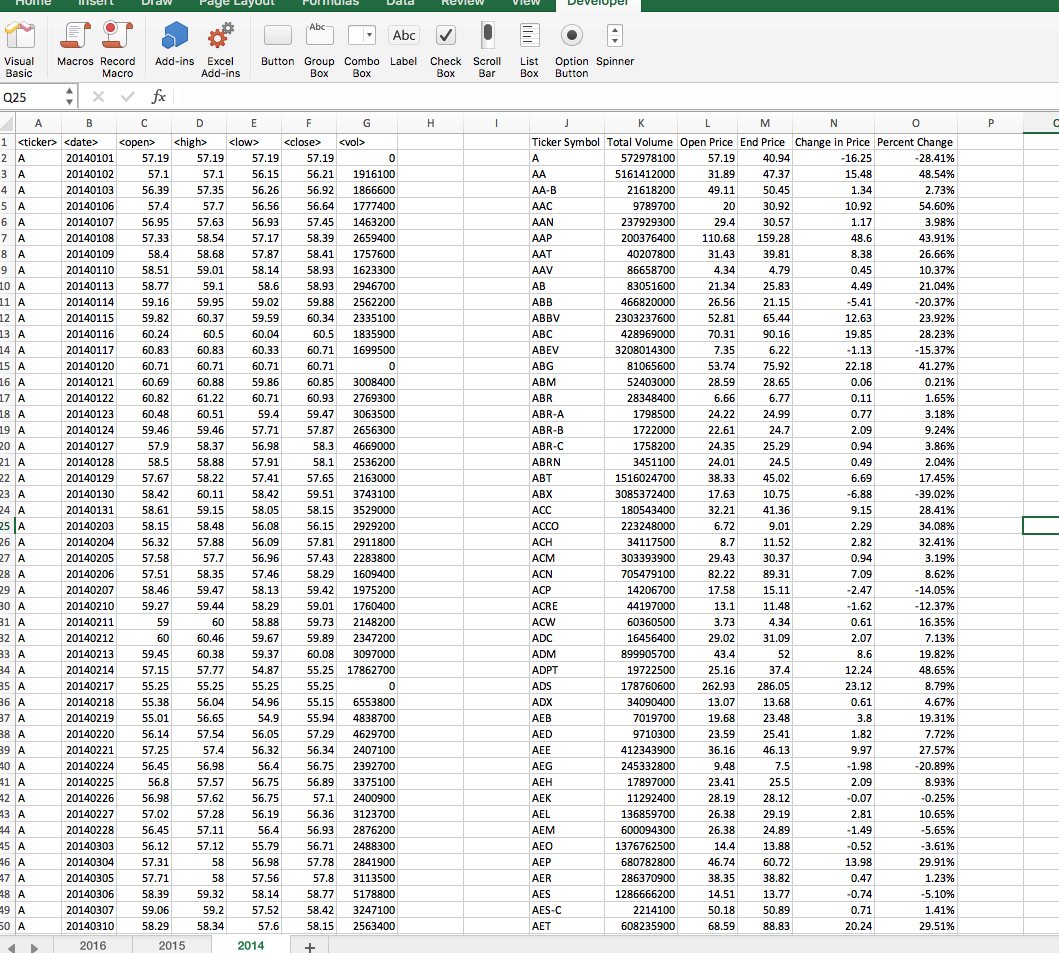 Home Insert Draw Page Layout Formulas Data Review View Developer
Visual Basic Macros Record Macro Add-ins Excel Add-ins Button Abc Group Box Combo Box Abc Label Check Box Scroll Bar List Box Option Button Spinner
Q25 fx
A B C D E F G H I J K L M N O P
1 <ticker> <date> <open> <high> <low> <close> <vol> Ticker Symbol Total Volume Open Price End Price Change in Price Percent Change
2 A 20140101 57.19 57.19 57.19 57.19 0 A 572978100 57.19 40.94 -16.25 -28.41%
3 A 20140102 57.1 57.1 56.15 56.21 1916100 AA 5161412000 31.89 47.37 15.48 48.54%
4 A 20140103 56.39 57.35 56.26 56.92 1866600 AA-B 21618200 49.11 50.45 1.34 2.73%
5 A 20140106 57.4 57.7 56.56 56.64 1777400 AAC 9789700 20 30.92 10.92 54.60%
6 A 20140107 56.95 57.63 56.93 57.45 1463200 AAN 237929300 29.4 30.57 1.17 3.98%
7 A 20140108 57.33 58.54 57.17 58.39 2659400 AAP 200376400 110.68 159.28 48.6 43.91%
8 A 20140109 58.4 58.68 57.87 58.41 1757600 AAT 40207800 31.43 39.81 8.38 26.66%
9 A 20140110 58.51 59.01 58.14 58.93 1623300 AAV 86658700 4.34 4.79 0.45 10.37%
10 A 20140113 58.77 59.1 58.6 58.93 2946700 AB 83051600 21.34 25.83 4.49 21.04%
11 A 20140114 59.16 59.95 59.02 59.88 2562200 ABB 466820000 26.56 21.15 -5.41 -20.37%
12 A 20140115 59.82 60.37 59.59 60.34 2335100 ABBV 2303237600 52.81 65.44 12.63 23.92%
13 A 20140116 60.24 60.5 60.04 60.5 1835900 ABC 428969000 70.31 90.16 19.85 28.23%
14 A 20140117 60.83 60.83 60.33 60.71 1699500 ABEV 3208014300 7.35 6.22 -1.13 -15.37%
15 A 20140120 60.71 60.71 60.71 60.71 0 ABG 81065600 53.74 75.92 22.18 41.27%
16 A 20140121 60.69 60.88 59.86 60.85 3008400 ABM 52403000 28.59 28.65 0.06 0.21%
17 A 20140122 60.82 61.22 60.71 60.93 2769300 ABR 28348400 6.66 6.77 0.11 1.65%
18 A 20140123 60.48 60.51 59.4 59.47 3063500 ABR-A 1798500 24.22 24.99 0.77 3.18%
19 A 20140124 59.46 59.46 57.71 57.87 2656300 ABR-B 1722000 22.61 24.7 2.09 9.24%
20 A 20140127 57.9 58.37 56.98 58.3 4669000 ABR-C 1758200 24.35 25.29 0.94 3.86%
21 A 20140128 58.5 58.88 57.91 58.1 2536200 ABRN 3451100 24.01 24.5 0.49 2.04%
22 A 20140129 57.67 58.22 57.41 57.65 2163000 ABT 1516024700 38.33 45.02 6.69 17.45%
23 A 20140130 58.42 60.11 58.42 59.51 3743100 ABX 3085372400 17.63 10.75 -6.88 -39.02%
24 A 20140131 58.61 59.15 58.05 58.15 3529000 ACC 180543400 32.21 41.36 9.15 28.41%
25 A 20140203 58.15 58.48 56.08 56.15 2929200 ACCO 223248000 6.72 9.01 2.29 34.08%
26 A 20140204 56.32 57.88 56.09 57.81 2911800 ACH 34117500 8.7 11.52 2.82 32.41%
27 A 20140205 57.58 57.7 56.96 57.43 2283800 ACM 303393900 29.43 30.37 0.94 3.19%
28 A 20140206 57.51 58.35 57.46 58.29 1609400 ACN 705479100 82.22 89.31 7.09 8.62%
29 A 20140207 58.46 59.47 58.13 59.42 1975200 ACP 14206700 17.58 15.11 -2.47 -14.05%
30 A 20140210 59.27 59.44 58.29 59.01 1760400 ACRE 44197000 13.1 11.48 -1.62 -12.37%
31 A 20140211 59 60 58.88 59.73 2148200 ACW 60360500 3.73 4.34 0.61 16.35%
32 A 20140212 60 60.46 59.67 59.89 2347200 ADC 16456400 29.02 31.09 2.07 7.13%
33 A 20140213 59.45 60.38 59.37 60.08 3097000 ADM 899905700 43.4 52 8.6 19.82%
34 A 20140214 57.15 57.77 54.87 55.25 17862700 ADPT 19722500 25.16 37.4 12.24 48.65%
35 A 20140217 55.25 55.25 55.25 55.25 0 ADS 178760600 262.93 286.05 23.12 8.79%
36 A 20140218 55.38 56.04 54.96 55.15 6553800 ADX 34090400 13.07 13.68 0.61 4.67%
37 A 20140219 55.01 56.65 54.9 55.94 4838700 AEB 7019700 19.68 23.48 3.8 19.31%
38 A 20140220 56.14 57.54 56.05 57.29 4629700 AED 9710300 23.59 25.41 1.82 7.72%
39 A 20140221 57.25 57.4 56.32 56.34 2407100 AEE 412343900 36.16 46.13 9.97 27.57%
40 A 20140224 56.45 56.98 56.4 56.75 2392700 AEG 245332800 9.48 7.5 -1.98 -20.89%
41 A 20140225 56.8 57.57 56.75 56.89 3375100 AEH 17897000 23.41 25.5 2.09 8.93%
42 A 20140226 56.98 57.62 56.75 57.1 2400900 AEK 11292400 28.19 28.12 -0.07 -0.25%
43 A 20140227 57.02 57.28 56.19 56.36 3123700 AEL 136859700 26.38 29.19 2.81 10.65%
44 A 20140228 56.45 57.11 56.4 56.93 2876200 AEM 600094300 26.38 24.89 -1.49 -5.65%
45 A 20140303 56.12 57.12 55.79 56.71 2488300 AEO 1376762500 14.4 13.88 -0.52 -3.61%
46 A 20140304 57.31 58 56.98 57.78 2841900 AEP 680782800 46.74 60.72 13.98 29.91%
47 A 20140305 57.71 58 57.56 57.8 3113500 AER 286370900 38.35 38.82 0.47 1.23%
48 A 20140306 58.39 59.32 58.14 58.77 5178800 AES 1286666200 14.51 13.77 -0.74 -5.10%
49 A 20140307 59.06 59.2 57.52 58.42 3247100 AES-C 2214100 50.18 50.89 0.71 1.41%
50 A 20140310 58.29 58.34 57.6 58.15 2563400 AET 608235900 68.59 88.83 20.24 29.51%
2016 2015 2014 +